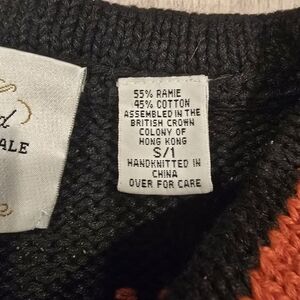 d
ALE
55% RAMIE
45% COTTON
ASSEMBLED IN THE
BRITISH CROWN
COLONY OF
HONG KONG
S/1
HANDKNITTED IN
CHINA
OVER FOR CARE